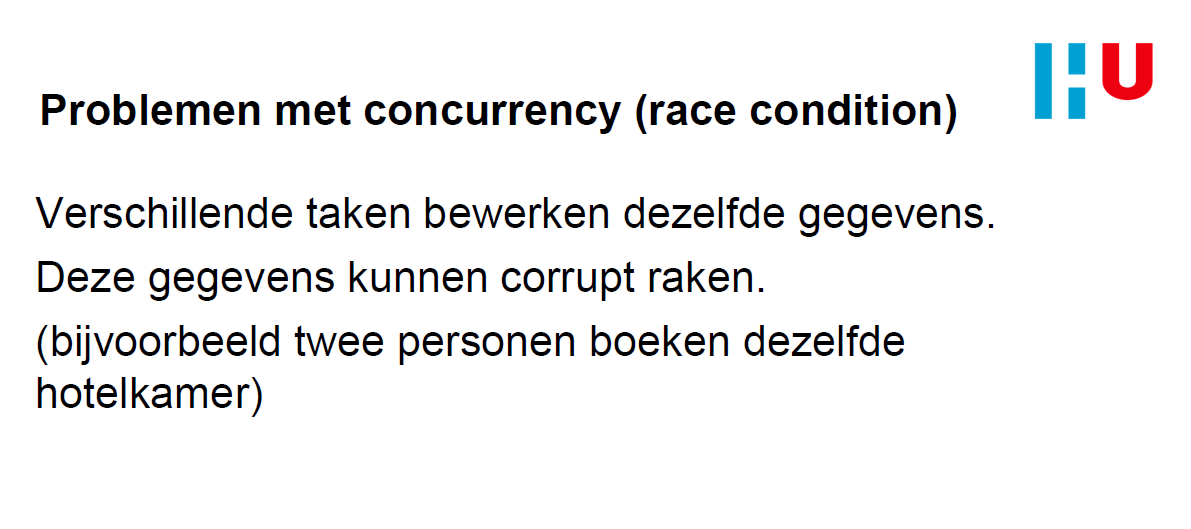 HU
Problemen met concurrency (race condition)
Verschillende taken bewerken dezelfde gegevens.
Deze gegevens kunnen corrupt raken.
(bijvoorbeeld twee personen boeken dezelfde
hotelkamer)